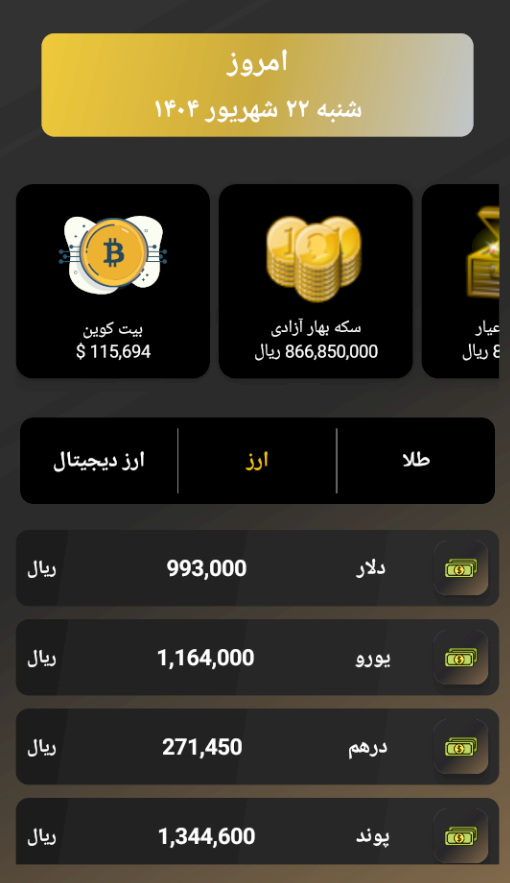 امروز
شنبه ۲۲ شهریور ۱۴۰۴
عیار
ریال
سکه بهار آزادی
866,850,000 ریال
بیت کوین
115,694 $
طلا
ارز
ارز دیجیتال
دلار 993,000 ریال
یورو 1,164,000 ریال
درهم 271,450 ریال
پوند 1,344,600 ریال